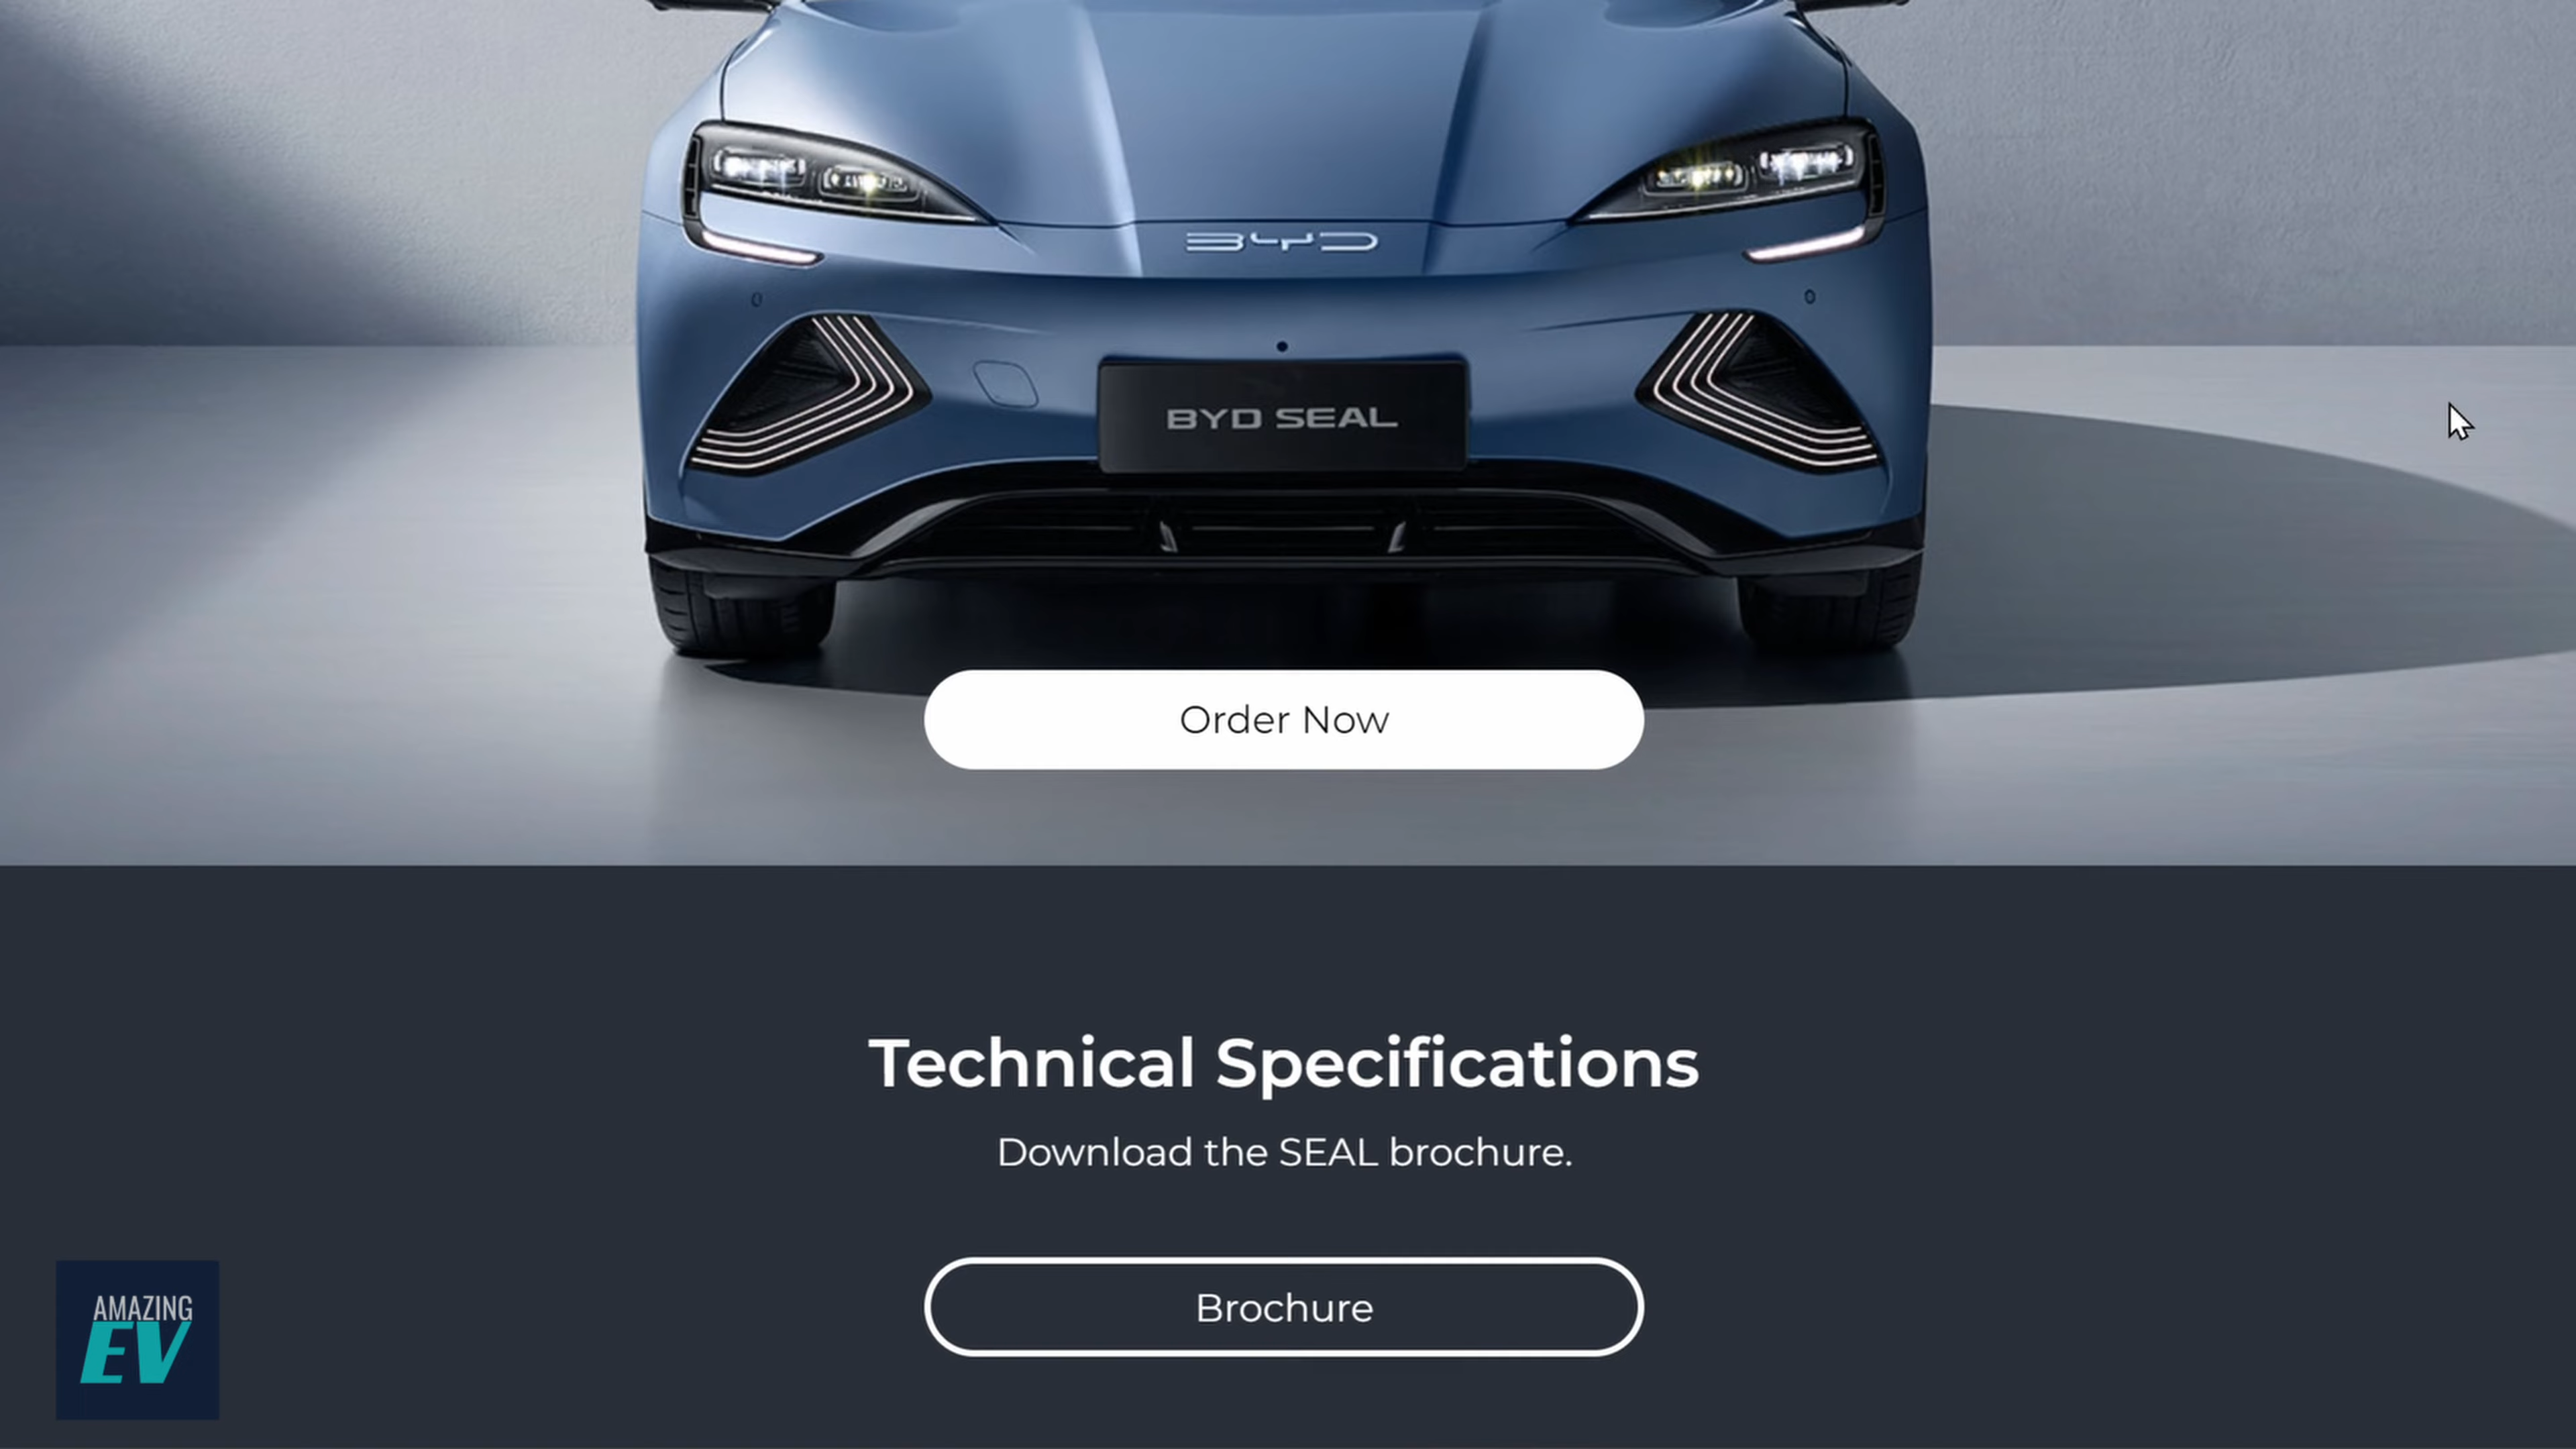 BYD
BYD SEAL
Order Now
Technical Specifications
Download the SEAL brochure.
Brochure
AMAZING
EV